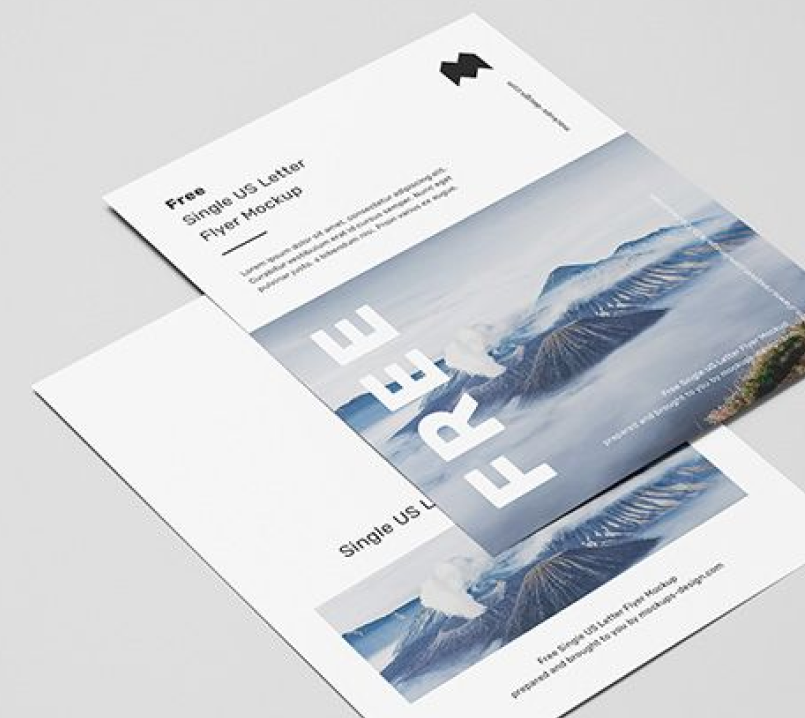 Free
Single US Letter
Flyer Mockup
Lorem ipsum dolor sit amet, consectetur adipiscing elit.
Curabitur vestibulum erat id cursus semper. Nunc eget
pulvinar justo, a bibendum nisi. Proin varius ex augue.
FREE
Free Single US Letter Flyer Mockup
prepared and brought to you by mockups
Single US L
Free Single US Letter Flyer Mockup
prepared and brought to you by mockups-design.com